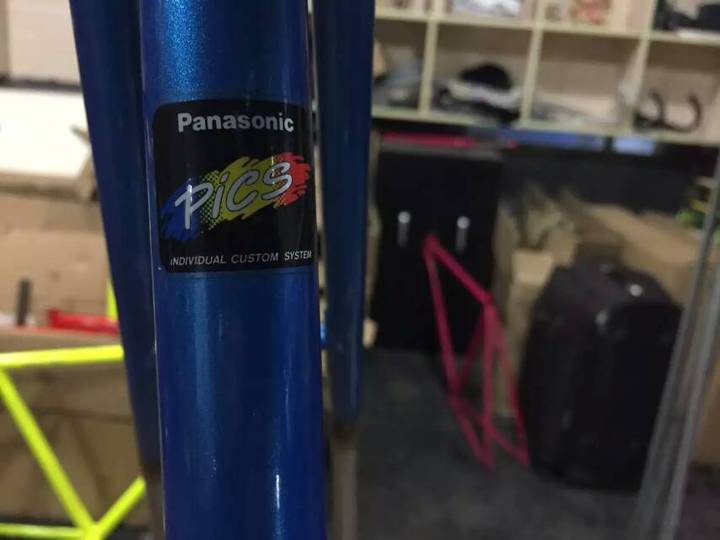 Panasonic
PiCS
INDIVIDUAL CUSTOM SYSTEM